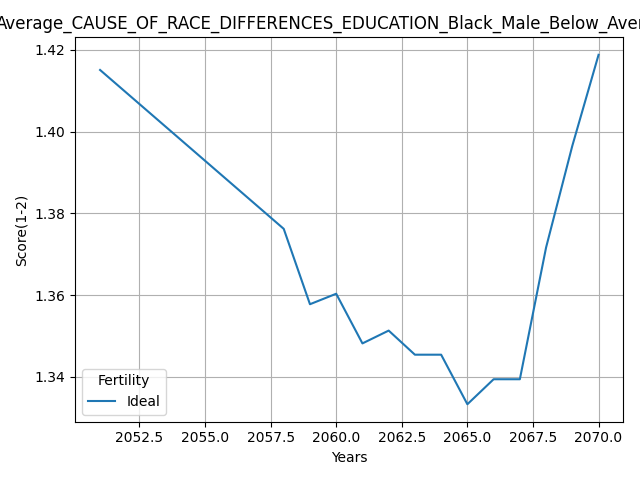 Average_CAUSE_OF_RACE_DIFFERENCES_EDUCATION_Black_Male_Below_Aver
1.42
1.40
1.38
1.36
1.34
Score(1-2)
Fertility
Ideal
2052.5 2055.0 2057.5 2060.0 2062.5 2065.0 2067.5 2070.0
Years